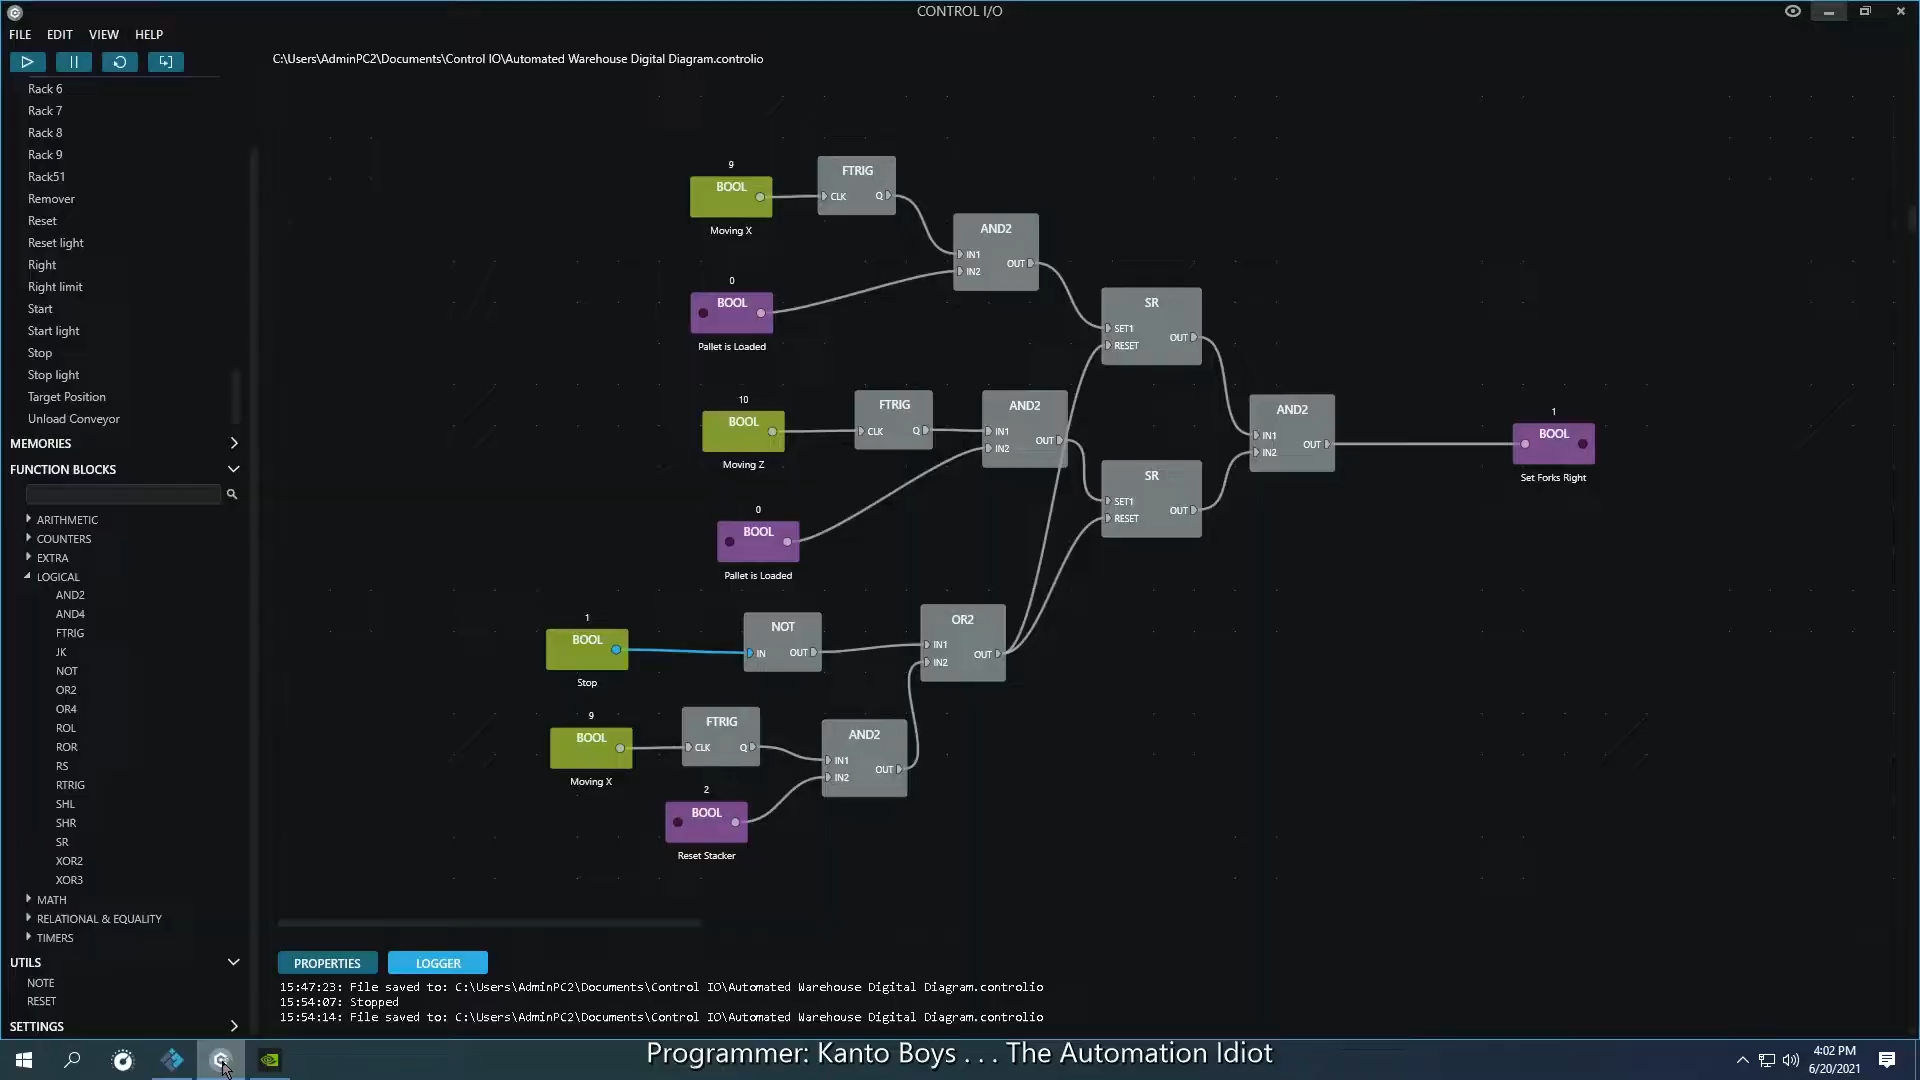 CONTROL I/O
FILE EDIT VIEW HELP
C:\Users\AdminPC2\Documents\Control IO\Automated Warehouse Digital Diagram.controlio
Rack 6
Rack 7
Rack 8
Rack 9
Rack51
Remover
Reset
Reset light
Right
Right limit
Start
Start light
Stop
Stop light
Target Position
Unload Conveyor
MEMORIES
FUNCTION BLOCKS
ARITHMETIC
COUNTERS
EXTRA
LOGICAL
AND2
AND4
FTRIG
JK
NOT
OR2
OR4
ROL
ROR
RS
RTRIG
SHL
SHR
SR
XOR2
XOR3
MATH
RELATIONAL & EQUALITY
TIMERS
UTILS
NOTE
RESET
SETTINGS
9
BOOL
Moving X
FTRIG
CLK Q
0
BOOL
Pallet is Loaded
AND2
IN1
IN2
OUT
SR
SET1
RESET
OUT
10
BOOL
Moving Z
FTRIG
CLK Q
AND2
IN1
IN2
OUT
0
BOOL
Pallet is Loaded
SR
SET1
RESET
OUT
AND2
IN1
IN2
OUT
1
BOOL
Set Forks Right
1
BOOL
Stop
NOT
IN OUT
OR2
IN1
IN2
OUT
9
BOOL
Moving X
FTRIG
CLK Q
AND2
IN1
IN2
OUT
2
BOOL
Reset Stacker
PROPERTIES LOGGER
15:47:23: File saved to: C:\Users\AdminPC2\Documents\Control IO\Automated Warehouse Digital Diagram.controlio
15:54:07: Stopped
15:54:14: File saved to: C:\Users\AdminPC2\Documents\Control IO\Automated Warehouse Digital Diagram.controlio
Programmer: Kanto Boys . . . The Automation Idiot
4:02 PM
6/20/2021